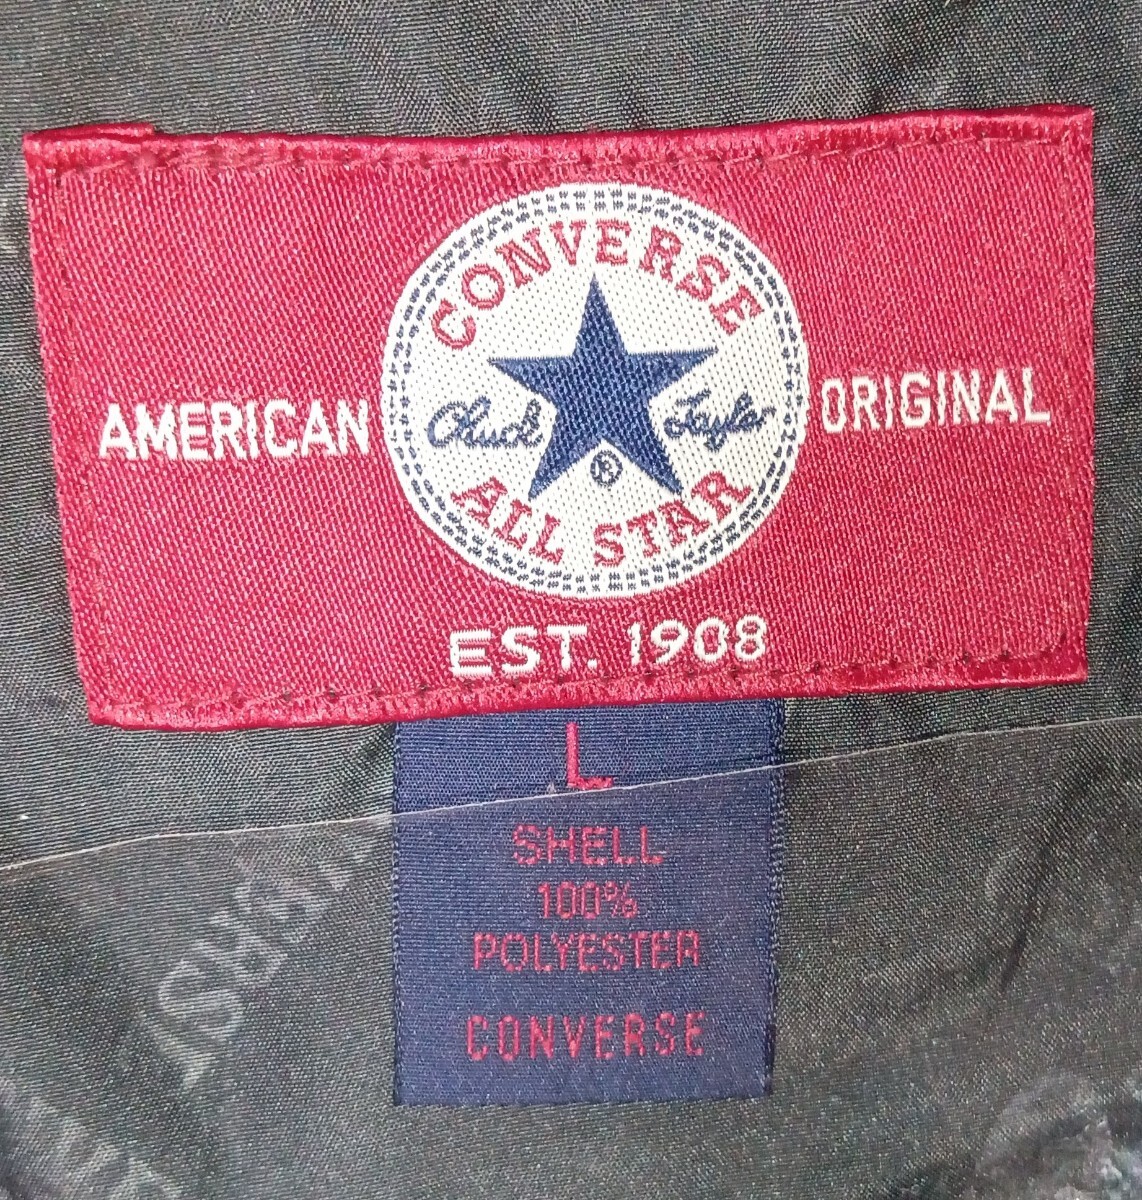 CONVERSE
AMERICAN Chuck Taylor ORIGINAL
®
ALL STAR
EST. 1908
L
SHELL
100%
POLYESTER
CONVERSE